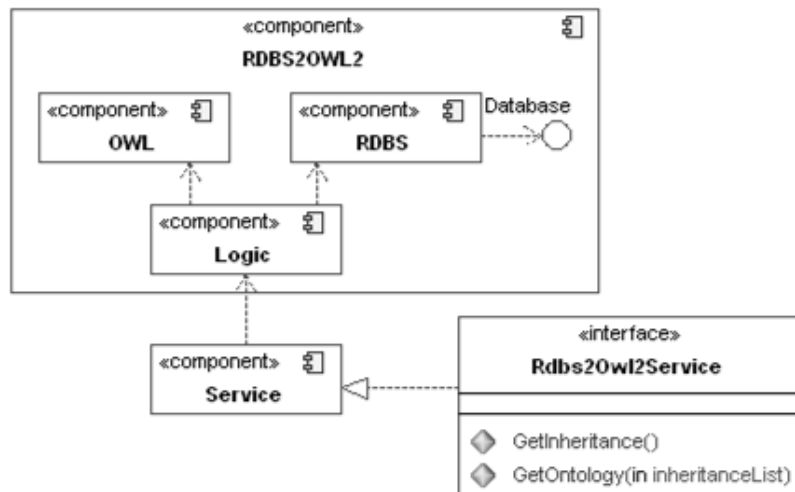 «component»
RDBS2OWL2
«component»
OWL
«component»
RDBS
Database
«component»
Logic
«component»
Service
«interface»
Rdbs2Owl2Service
GetInheritance()
GetOntology(in inheritanceList)